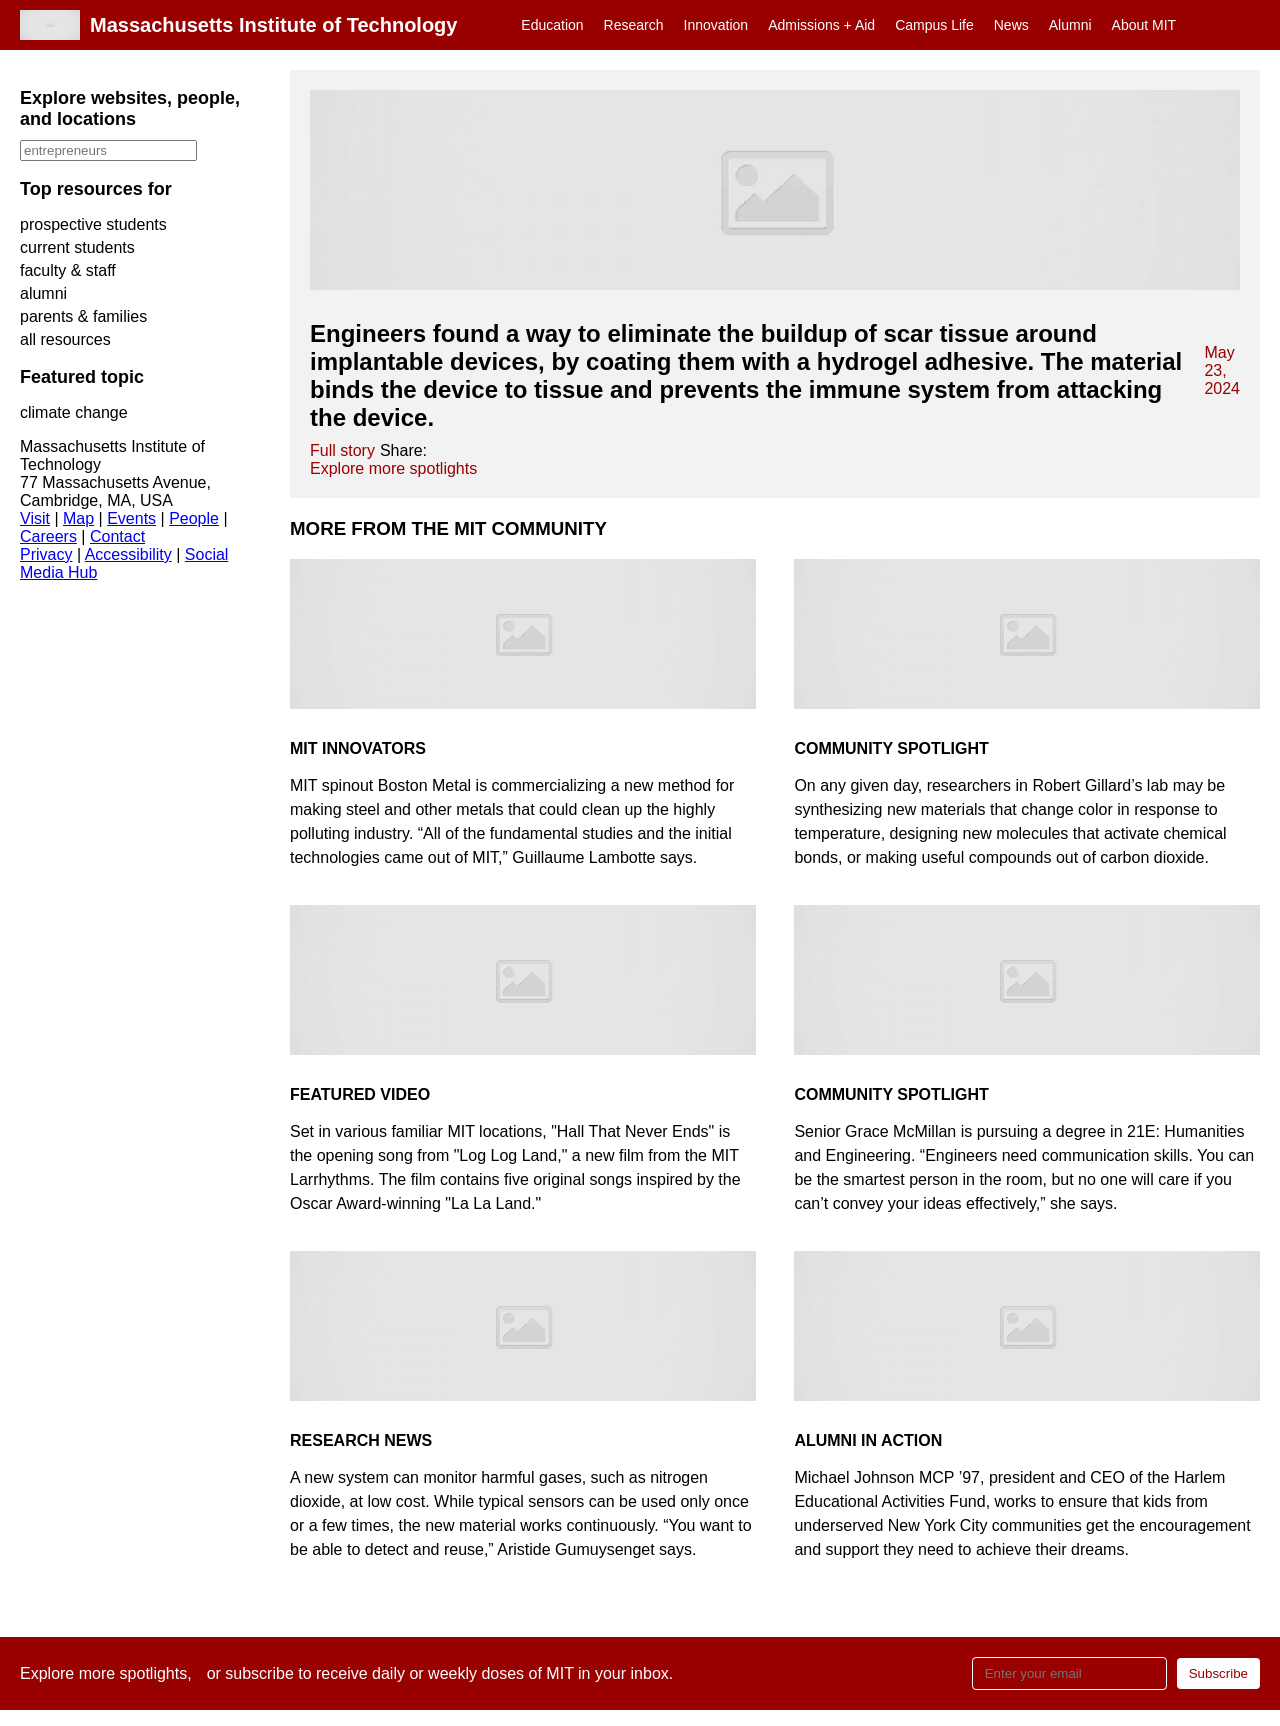 Massachusetts Institute of Technology
Education Research Innovation Admissions + Aid Campus Life News Alumni About MIT
Explore websites, people,
and locations
entrepreneurs
Top resources for
prospective students
current students
faculty & staff
alumni
parents & families
all resources
Featured topic
climate change
Massachusetts Institute of
Technology
77 Massachusetts Avenue,
Cambridge, MA, USA
Visit | Map | Events | People |
Careers | Contact
Privacy | Accessibility | Social
Media Hub
Engineers found a way to eliminate the buildup of scar tissue around
implantable devices, by coating them with a hydrogel adhesive. The material
binds the device to tissue and prevents the immune system from attacking
the device.
May
23,
2024
Full story Share:
Explore more spotlights
MORE FROM THE MIT COMMUNITY
MIT INNOVATORS
MIT spinout Boston Metal is commercializing a new method for
making steel and other metals that could clean up the highly
polluting industry. “All of the fundamental studies and the initial
technologies came out of MIT,” Guillaume Lambotte says.
COMMUNITY SPOTLIGHT
On any given day, researchers in Robert Gillard’s lab may be
synthesizing new materials that change color in response to
temperature, designing new molecules that activate chemical
bonds, or making useful compounds out of carbon dioxide.
FEATURED VIDEO
Set in various familiar MIT locations, "Hall That Never Ends" is
the opening song from "Log Log Land," a new film from the MIT
Larrhythms. The film contains five original songs inspired by the
Oscar Award-winning "La La Land."
COMMUNITY SPOTLIGHT
Senior Grace McMillan is pursuing a degree in 21E: Humanities
and Engineering. “Engineers need communication skills. You can
be the smartest person in the room, but no one will care if you
can’t convey your ideas effectively,” she says.
RESEARCH NEWS
A new system can monitor harmful gases, such as nitrogen
dioxide, at low cost. While typical sensors can be used only once
or a few times, the new material works continuously. “You want to
be able to detect and reuse,” Aristide Gumuysenget says.
ALUMNI IN ACTION
Michael Johnson MCP ’97, president and CEO of the Harlem
Educational Activities Fund, works to ensure that kids from
underserved New York City communities get the encouragement
and support they need to achieve their dreams.
Explore more spotlights, or subscribe to receive daily or weekly doses of MIT in your inbox.
Enter your email
Subscribe